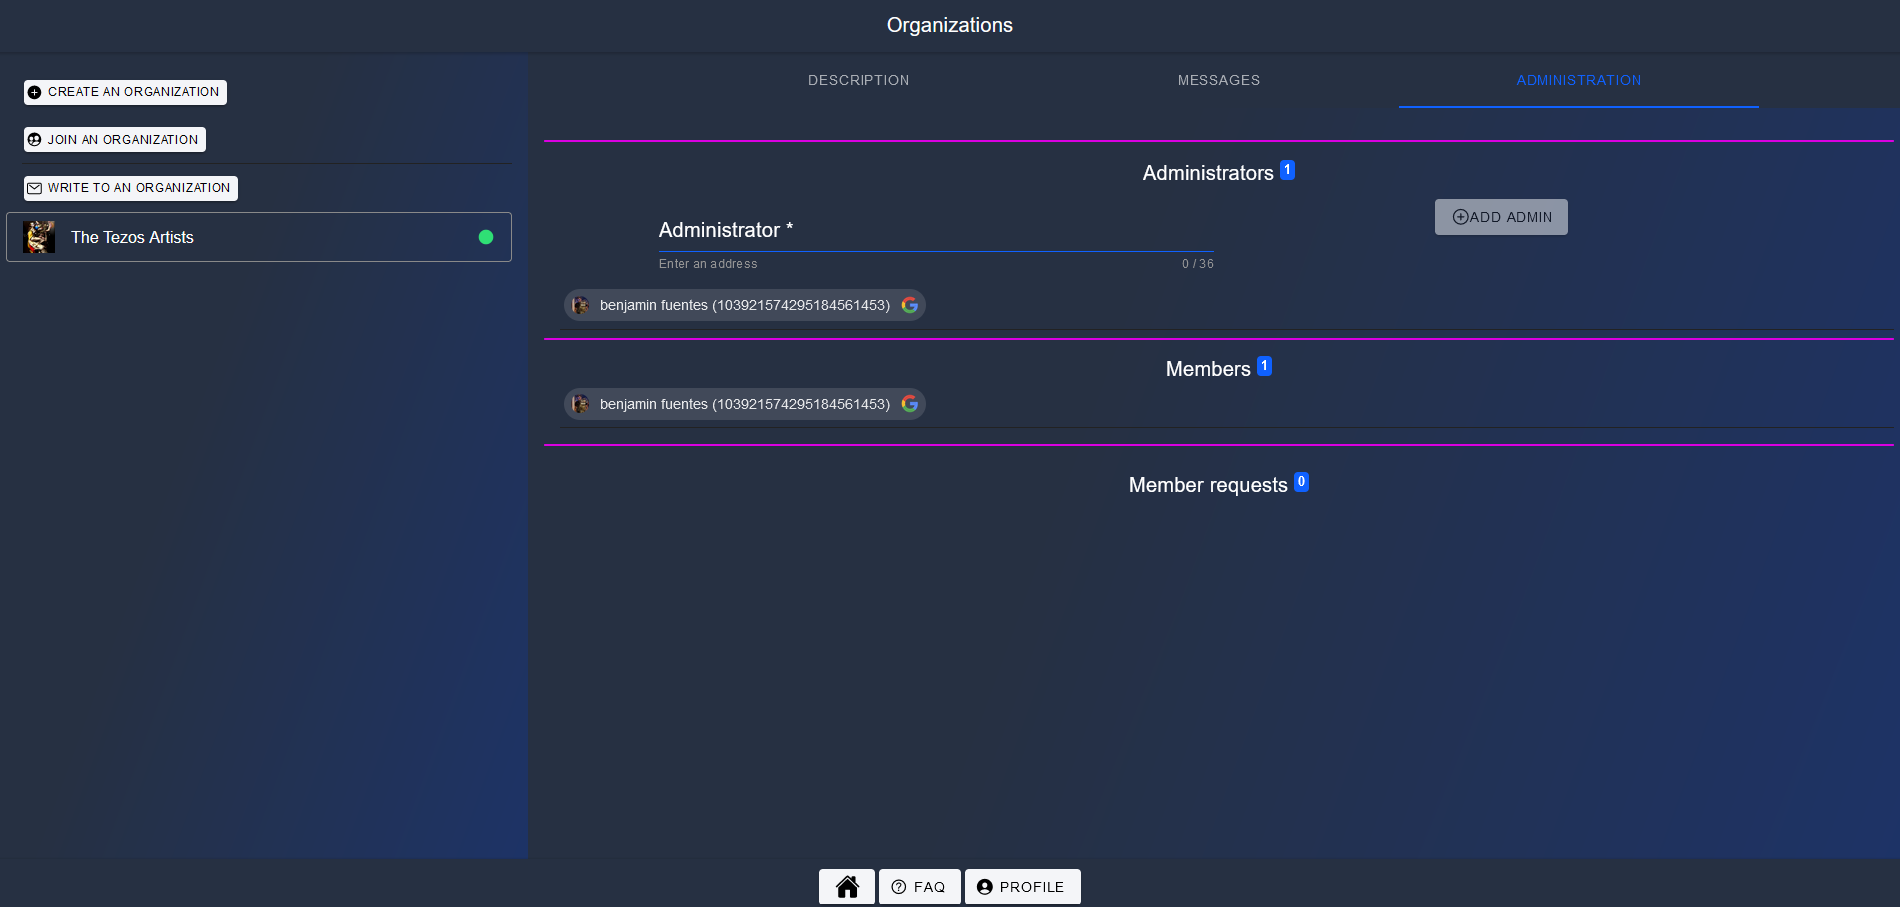 Organizations
CREATE AN ORGANIZATION
JOIN AN ORGANIZATION
WRITE TO AN ORGANIZATION
The Tezos Artists
DESCRIPTION
MESSAGES
ADMINISTRATION
Administrators 1
Administrator *
ADD ADMIN
Enter an address
0 / 36
benjamin fuentes (103921574295184561453)
Members 1
benjamin fuentes (103921574295184561453)
Member requests 0
FAQ
PROFILE